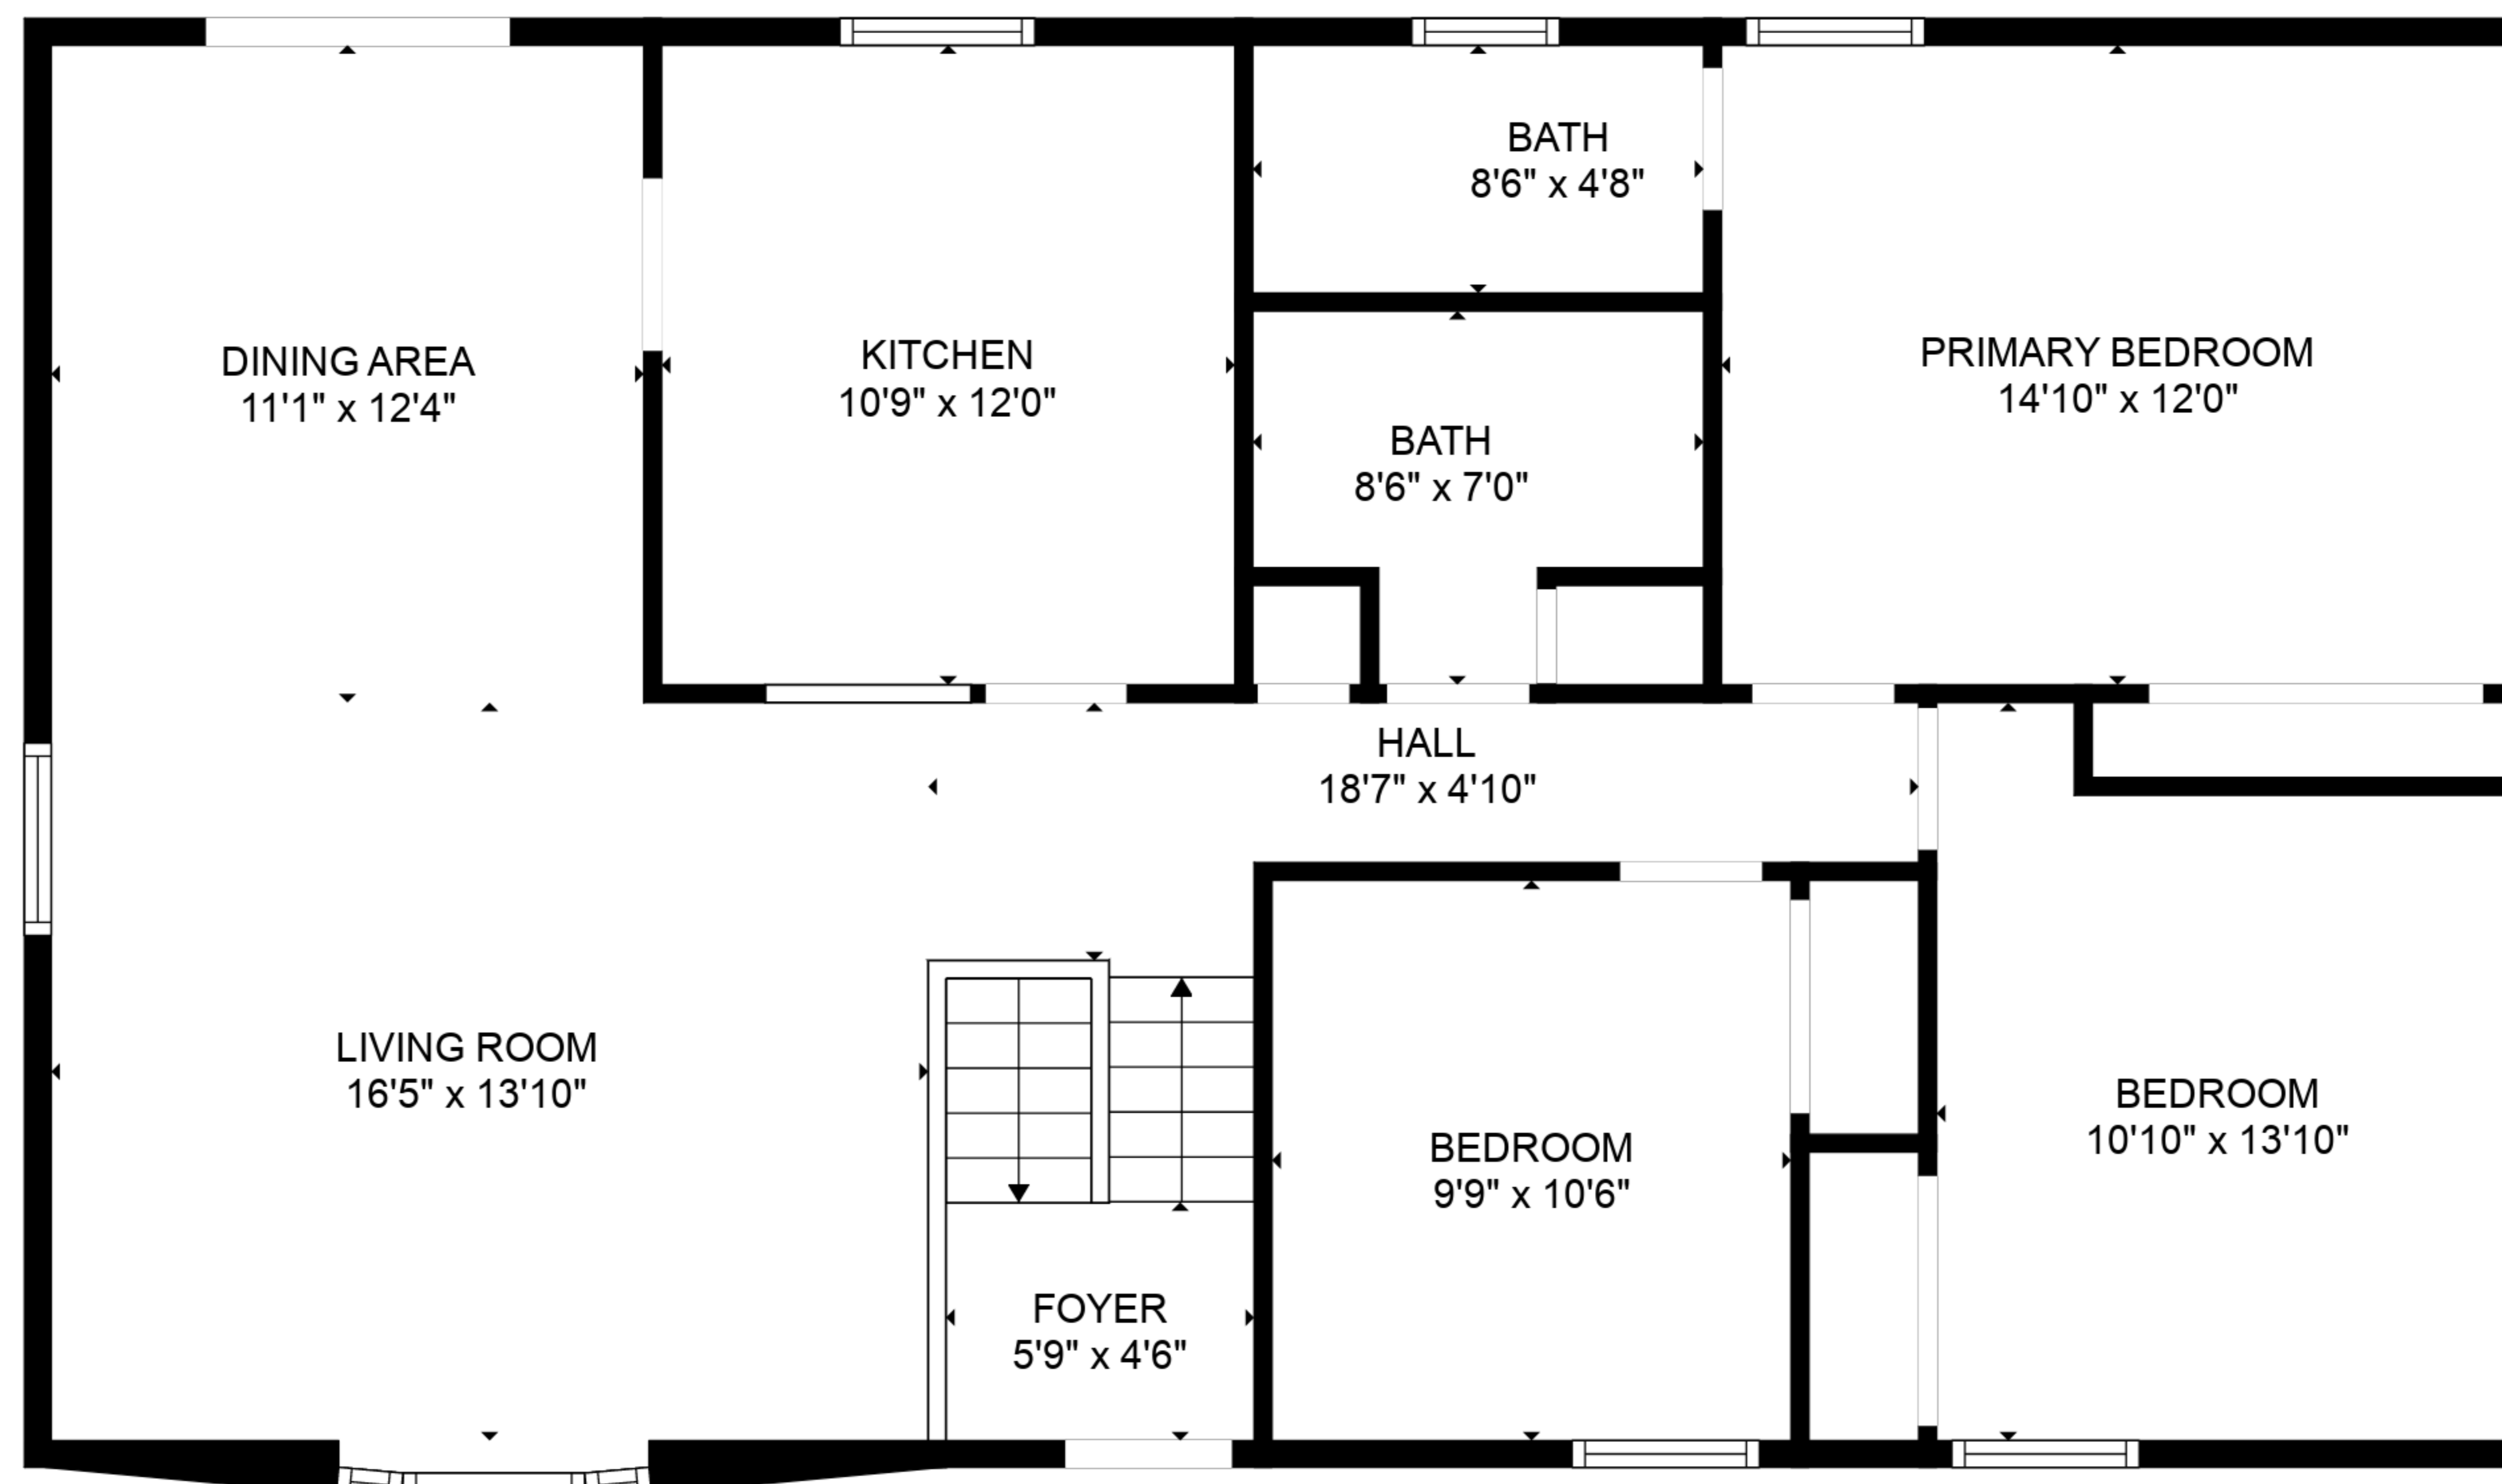 BATH
8'6" x 4'8"
DINING AREA
11'1" x 12'4"
KITCHEN
10'9" x 12'0"
PRIMARY BEDROOM
14'10" x 12'0"
BATH
8'6" x 7'0"
HALL
18'7" x 4'10"
LIVING ROOM
16'5" x 13'10"
BEDROOM
9'9" x 10'6"
BEDROOM
10'10" x 13'10"
FOYER
5'9" x 4'6"